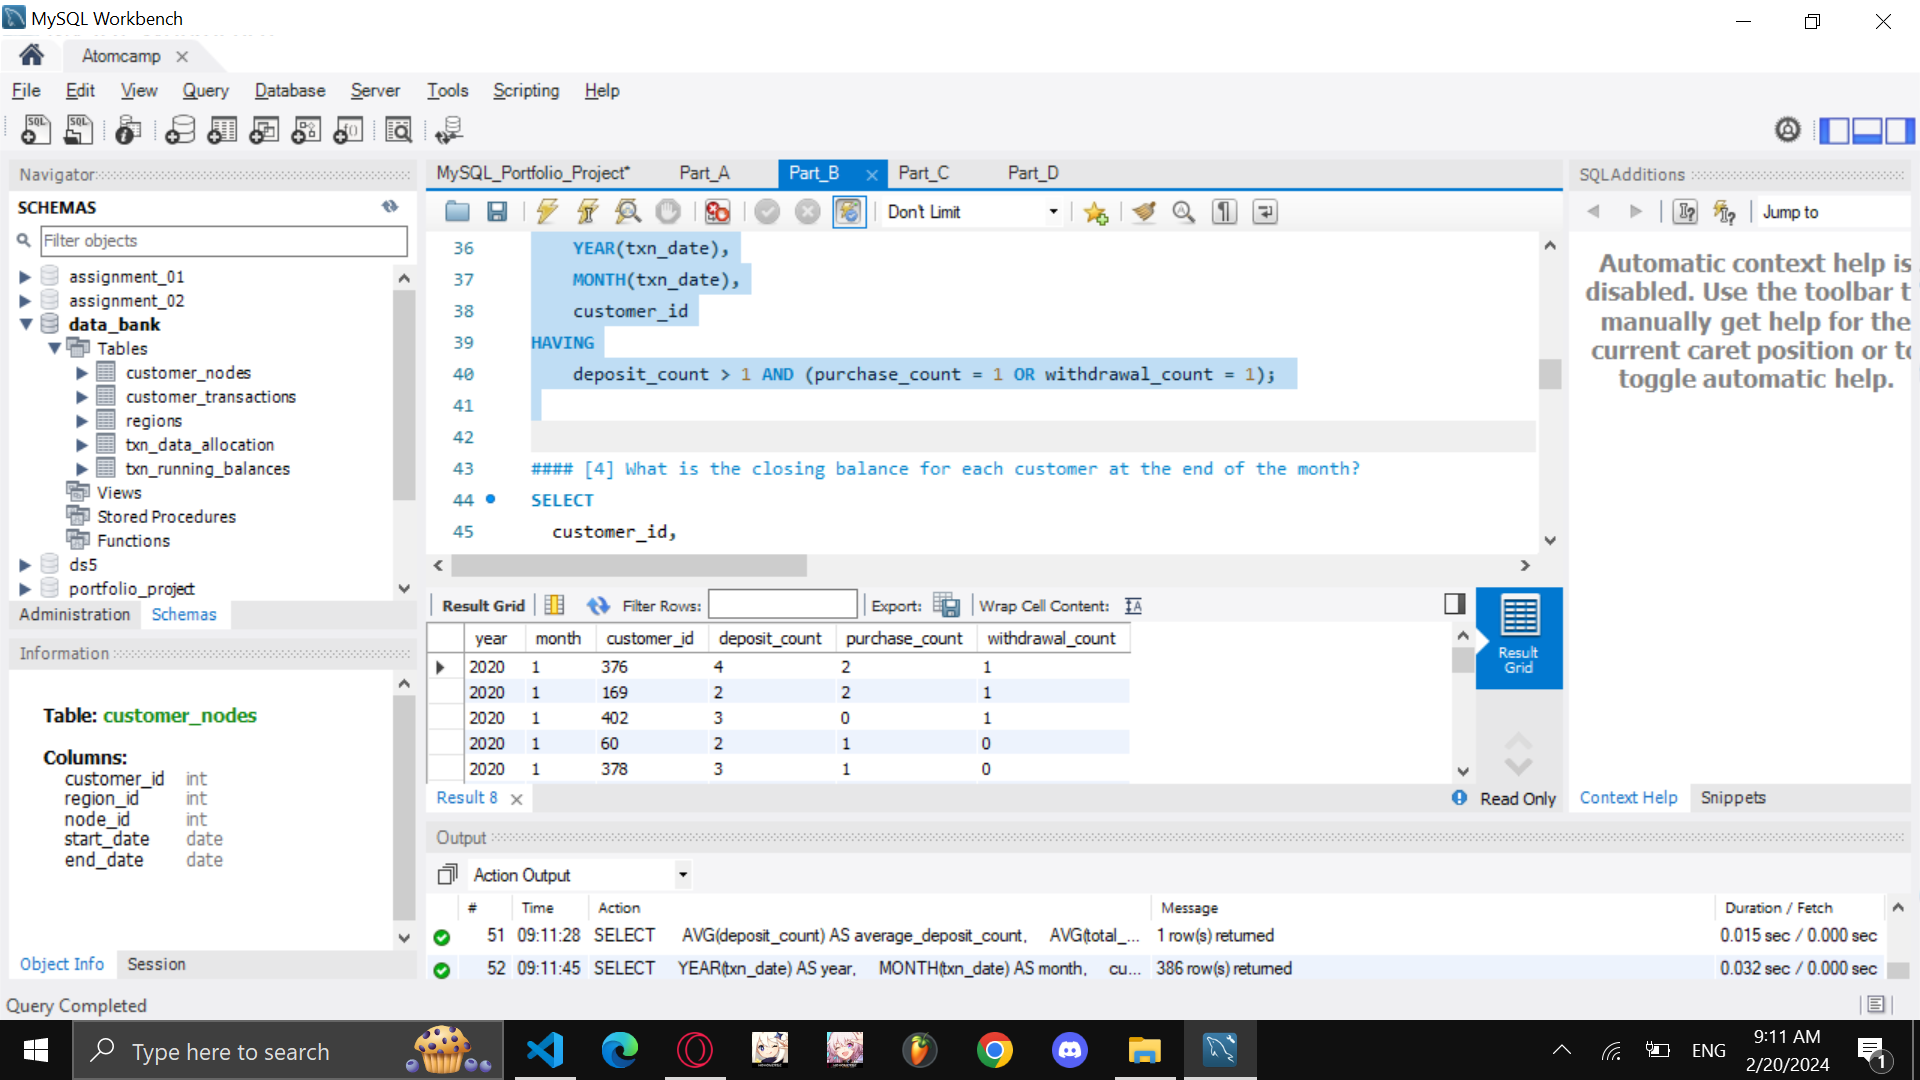 MySQL Workbench
Atomcamp
File Edit View Query Database Server Tools Scripting Help
Navigator
SCHEMAS
Filter objects
assignment_01
assignment_02
data_bank
Tables
customer_nodes
customer_transactions
regions
txn_data_allocation
txn_running_balances
Views
Stored Procedures
Functions
ds5
portfolio_project
Administration Schemas
Information
Table: customer_nodes
Columns:
customer_id int
region_id int
node_id int
start_date date
end_date date
Object Info Session
Query Completed
MySQL_Portfolio_Project* Part_A Part_B Part_C Part_D
Don't Limit
36 YEAR(txn_date),
37 MONTH(txn_date),
38 customer_id
39 HAVING
40 deposit_count > 1 AND (purchase_count = 1 OR withdrawal_count = 1);
41
42
43 #### [4] What is the closing balance for each customer at the end of the month?
44 SELECT
45 customer_id,
Result Grid Filter Rows: Export: Wrap Cell Content:
year month customer_id deposit_count purchase_count withdrawal_count
2020 1 376 4 2 1
2020 1 169 2 2 1
2020 1 402 3 0 1
2020 1 60 2 1 0
2020 1 378 3 1 0
Result Grid
Result 8
Read Only
SQLAdditions
Jump to
Automatic context help is
disabled. Use the toolbar t
manually get help for the
current caret position or to
toggle automatic help.
Context Help Snippets
Output
Action Output
# Time Action Message Duration / Fetch
51 09:11:28 SELECT AVG(deposit_count) AS average_deposit_count, AVG(total_... 1 row(s) returned 0.015 sec / 0.000 sec
52 09:11:45 SELECT YEAR(txn_date) AS year, MONTH(txn_date) AS month, cu... 386 row(s) returned 0.032 sec / 0.000 sec
Type here to search
ENG
9:11 AM
2/20/2024
1